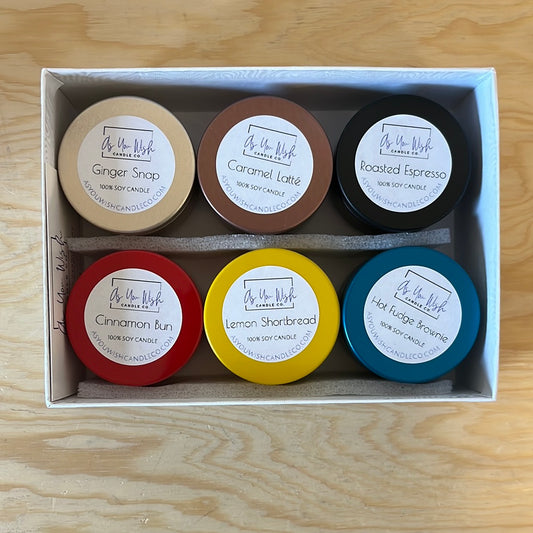 As You Wish
CANDLE CO.
Ginger Snap
100% SOY CANDLE
ASYOUWISHCANDLECO.COM
As You Wish
CANDLE CO.
Caramel Latté
100% SOY CANDLE
ASYOUWISHCANDLECO.COM
As You Wish
CANDLE CO.
Roasted Espresso
100% SOY CANDLE
ASYOUWISHCANDLECO.COM
As You Wish
As You Wish
CANDLE CO.
Cinnamon Bun
100% SOY CANDLE
ASYOUWISHCANDLECO.COM
As You Wish
CANDLE CO.
Lemon Shortbread
100% SOY CANDLE
ASYOUWISHCANDLECO.COM
As You Wish
CANDLE CO.
Hot Fudge Brownie
100% SOY CANDLE
ASYOUWISHCANDLECO.COM